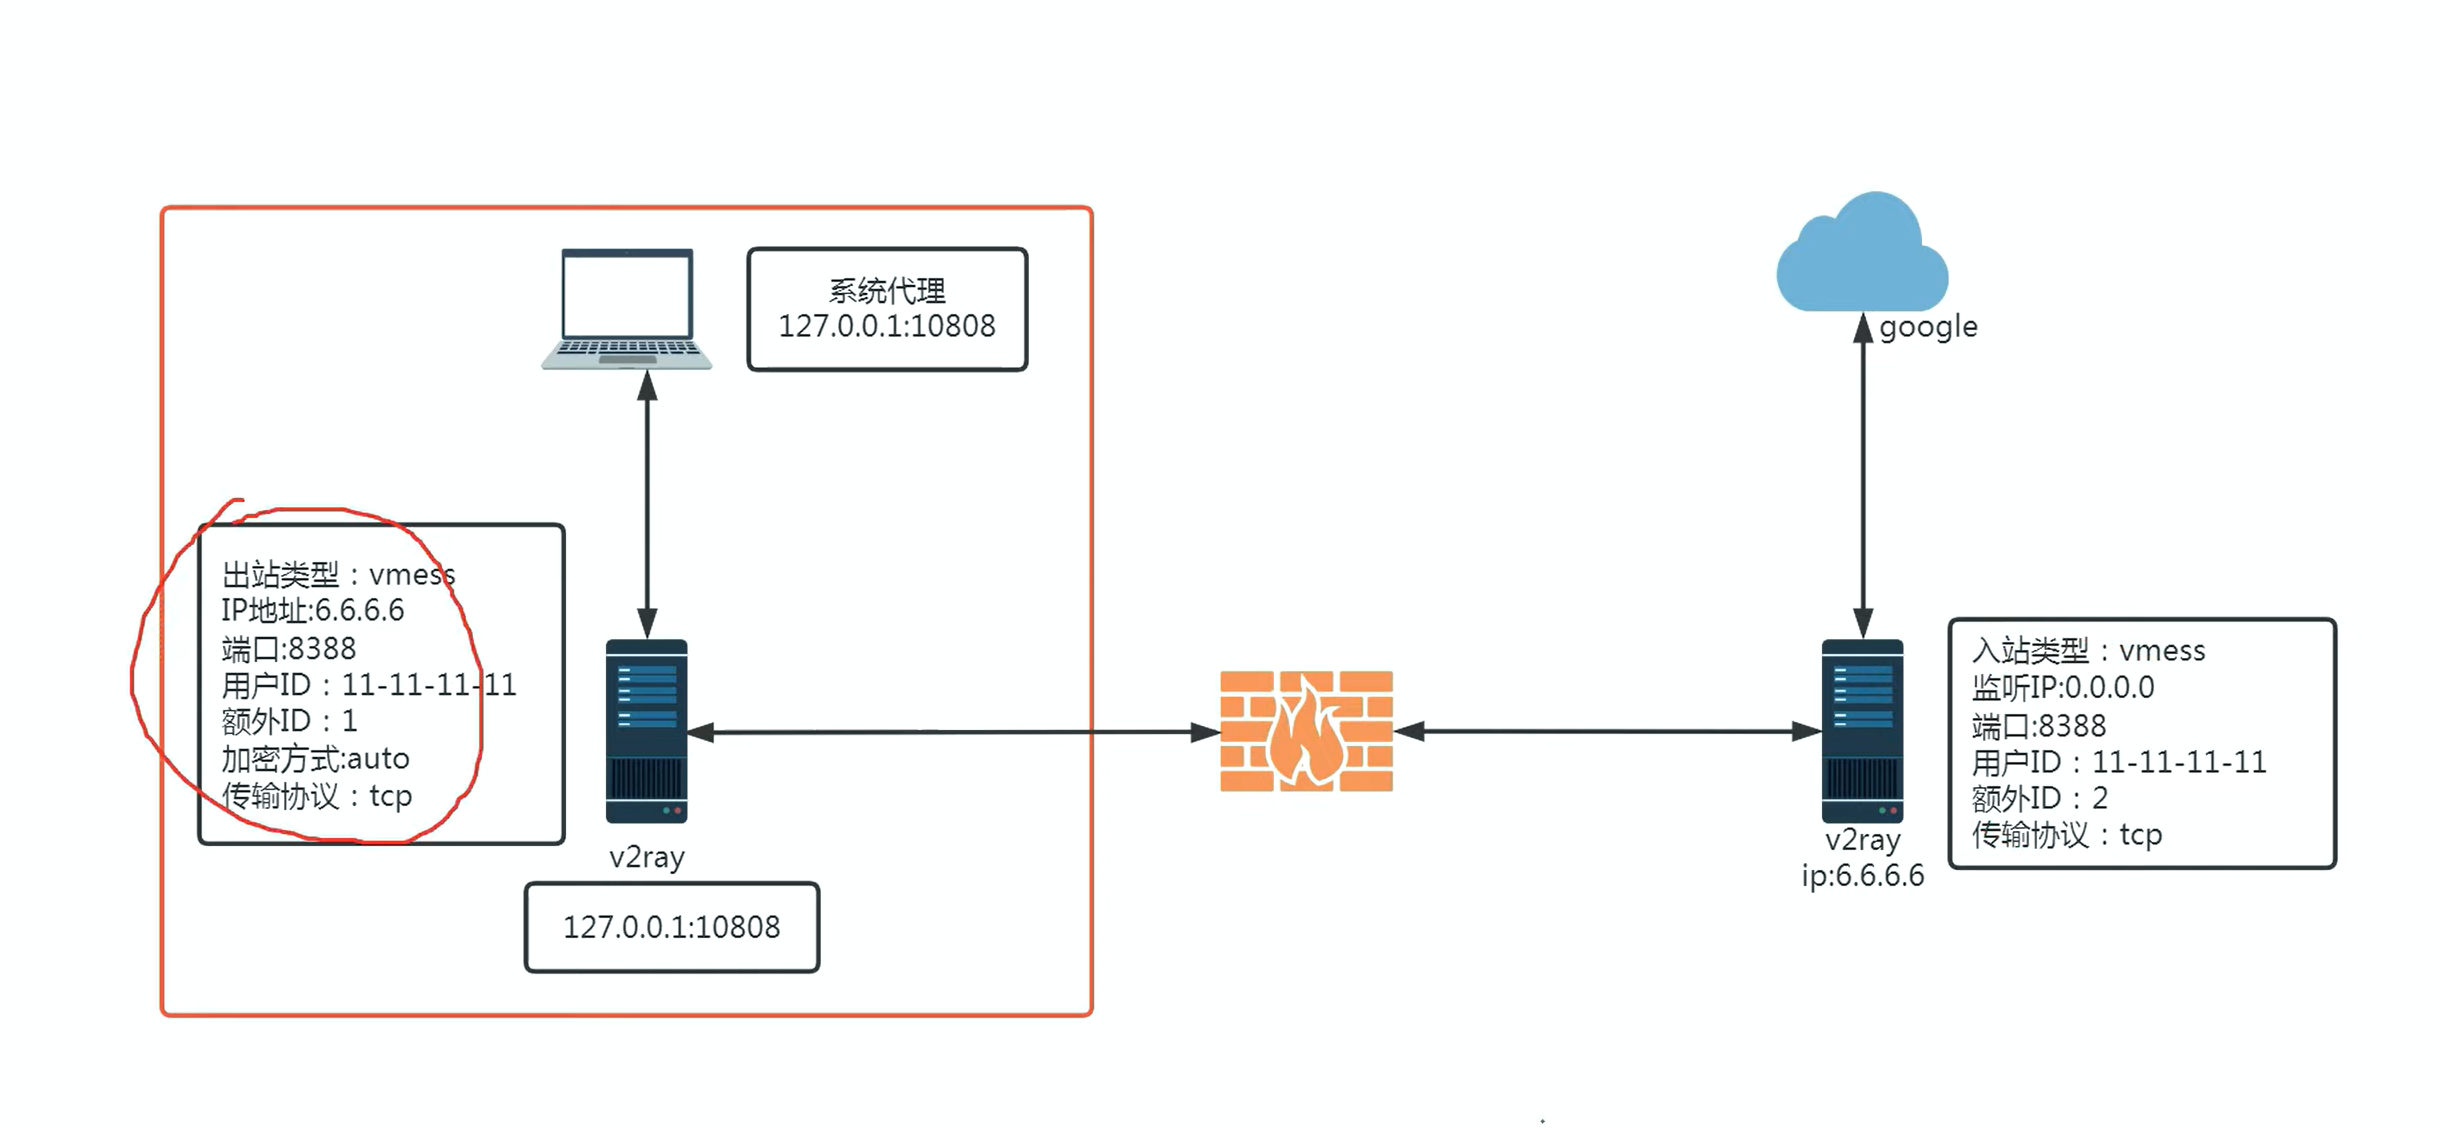 系统代理
127.0.0.1:10808
google
出站类型：vmess
IP地址:6.6.6.6
端口:8388
用户ID：11-11-11-11
额外ID：1
加密方式:auto
传输协议：tcp
v2ray
127.0.0.1:10808
v2ray
ip:6.6.6.6
入站类型：vmess
监听IP:0.0.0.0
端口:8388
用户ID：11-11-11-11
额外ID：2
传输协议：tcp